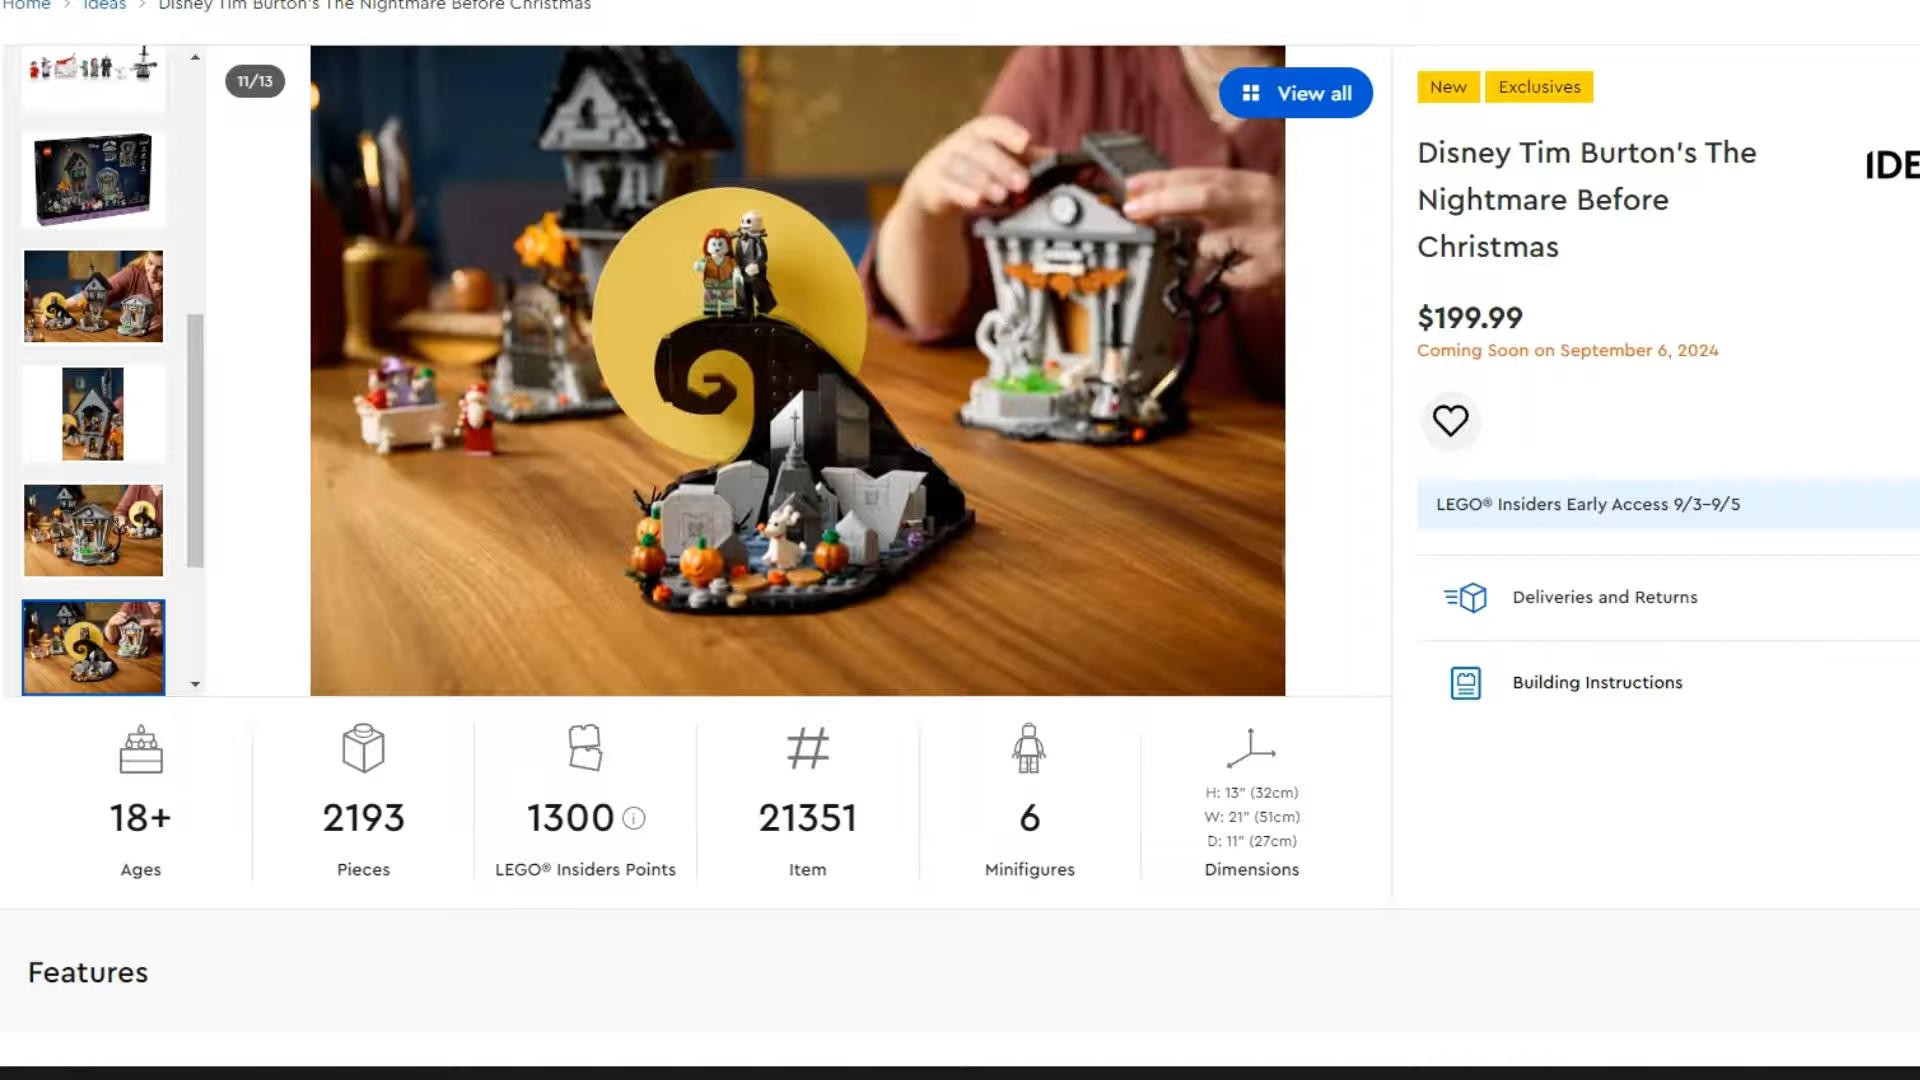 Home > Ideas > Disney Tim Burton's The Nightmare Before Christmas
11/13
View all
New
Exclusives
Disney Tim Burton's The
Nightmare Before
Christmas
IDE
$199.99
Coming Soon on September 6, 2024
LEGO® Insiders Early Access 9/3-9/5
Deliveries and Returns
Building Instructions
18+
Ages
2193
Pieces
1300
LEGO® Insiders Points
21351
Item
6
Minifigures
H: 13" (32cm)
W: 21" (51cm)
D: 11" (27cm)
Dimensions
Features